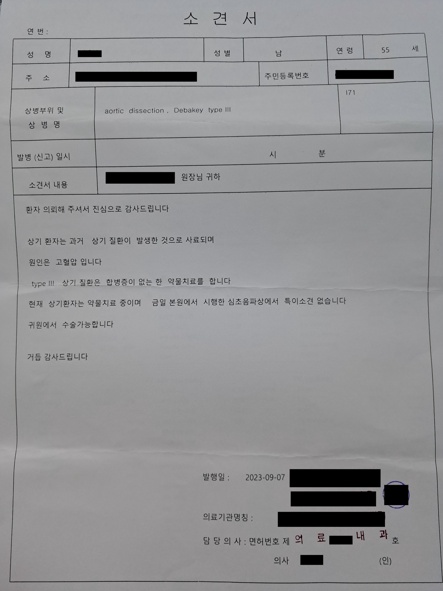 소 견 서
연 번 :
성 명 성 별 남 연 령 55 세
주 소 주민등록번호
상병부위 및 상 병 명 aortic dissection . Debakey type III I71
발병 (신고) 일시 시 분
소견서 내용 원장님 귀하
환자 의뢰해 주셔서 진심으로 감사드립니다
상기 환자는 과거 상기 질환이 발생한 것으로 사료되며
원인은 고혈압 입니다
type III 상기 질환은 합병증이 없는 한 약물치료를 합니다
현재 상기환자는 약물치료 중이며 금일 본원에서 시행한 심초음파상에서 특이소견 없습니다
귀원에서 수술가능합니다
거듭 감사드립니다
발행일 : 2023-09-07
의료기관명칭 :
담 당 의 사 : 면허번호 제 의 료 내 과 호
의사 (인)